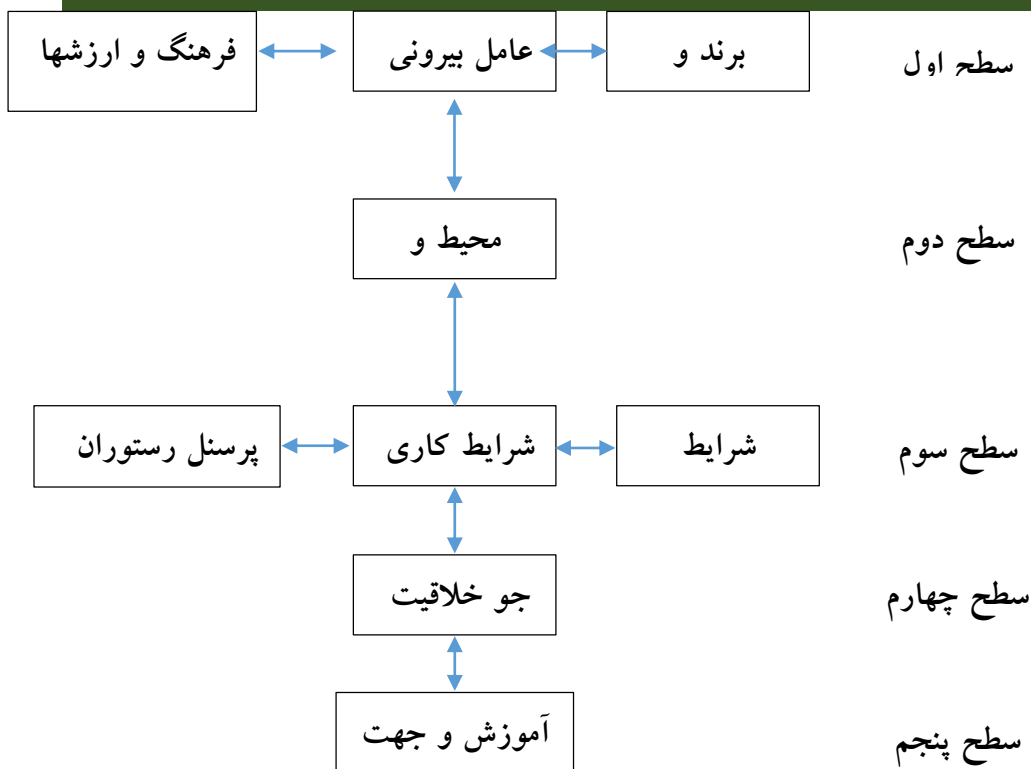 سطح اول
برند و
عامل بیرونی
فرهنگ و ارزشها
سطح دوم
محیط و
سطح سوم
شرایط
شرایط کاری
پرسنل رستوران
سطح چهارم
جو خلاقیت
سطح پنجم
آموزش و جهت